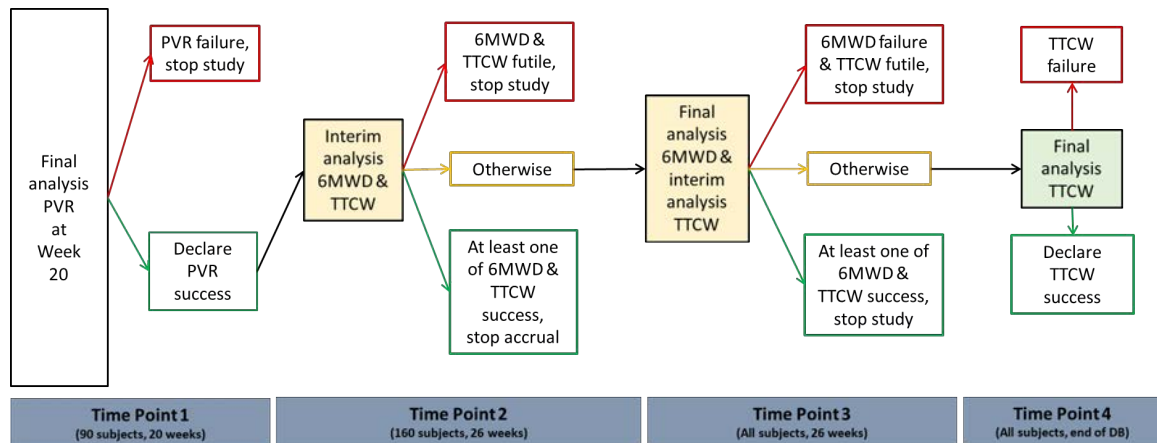 Final
analysis
PVR
at
Week
20
PVR failure,
stop study
Declare
PVR
success
Interim
analysis
6MWD &
TTCW
6MWD &
TTCW futile,
stop study
Otherwise
At least one
of 6MWD &
TTCW
success,
stop accrual
Final
analysis
6MWD &
interim
analysis
TTCW
6MWD failure
& TTCW futile,
stop study
Otherwise
At least one of
6MWD &
TTCW success,
stop study
TTCW
failure
Final
analysis
TTCW
Declare
TTCW
success
Time Point 1
(90 subjects, 20 weeks)
Time Point 2
(160 subjects, 26 weeks)
Time Point 3
(All subjects, 26 weeks)
Time Point 4
(All subjects, end of DB)